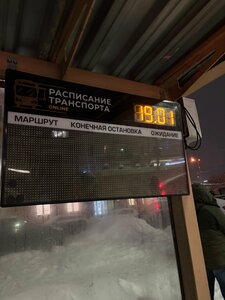 РАСПИСАНИЕ
ТРАНСПОРТА
ONLINE
19:01
МАРШРУТ КОНЕЧНАЯ ОСТАНОВКА ОЖИДАНИЕ